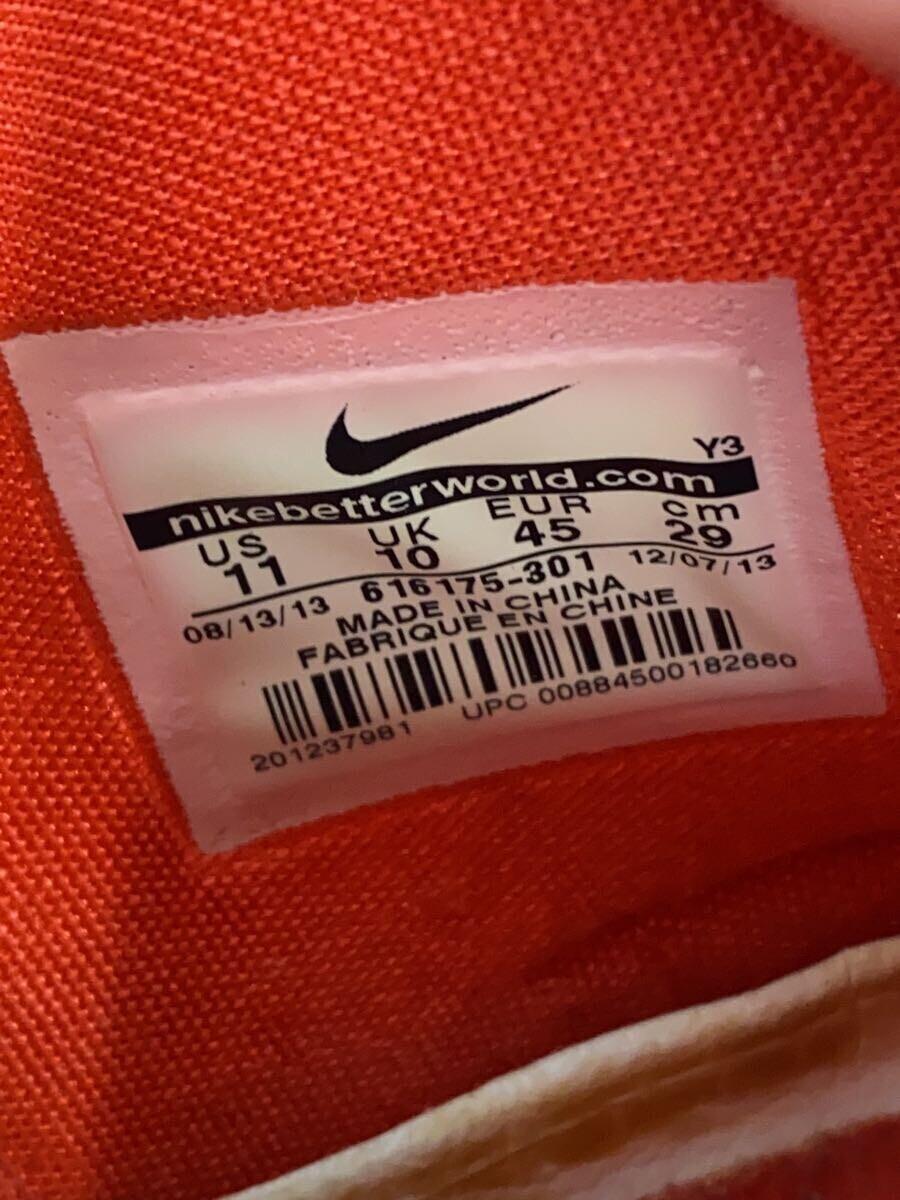 Y3
nikebetterworld.com
US UK EUR cm
11 10 45 29
08/13/13 616175-301 12/07/13
MADE IN CHINA
FABRIQUE EN CHINE
201237981 UPC 00884500182660